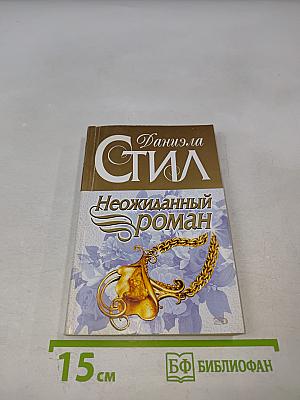 Даниэла
СТИЛ
Неожиданный
роман
15 см
БФ БИБЛИОФАН